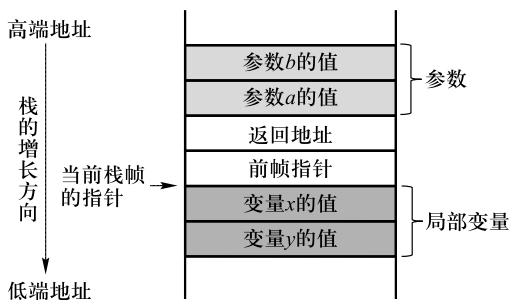 高端地址
栈的增长方向
低端地址
当前栈帧
的指针
参数b的值
参数a的值
返回地址
前帧指针
变量x的值
变量y的值
参数
局部变量